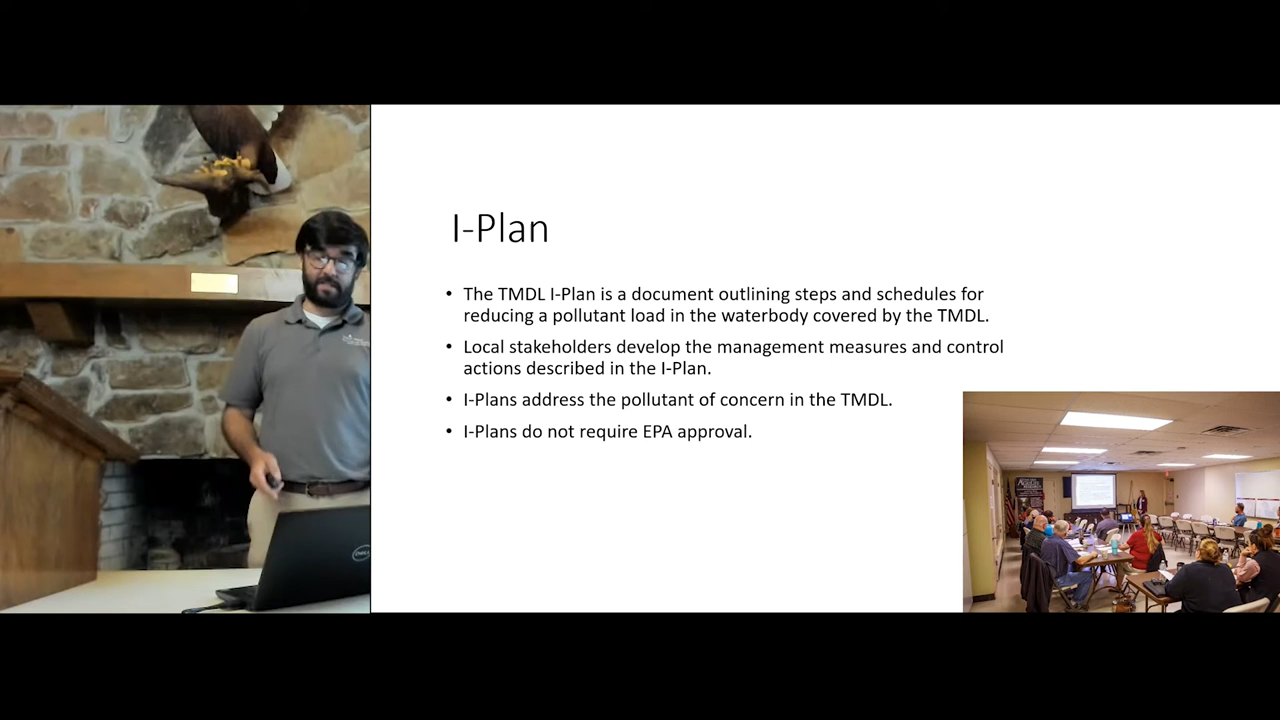 I-Plan
• The TMDL I-Plan is a document outlining steps and schedules for
reducing a pollutant load in the waterbody covered by the TMDL.
• Local stakeholders develop the management measures and control
actions described in the I-Plan.
• I-Plans address the pollutant of concern in the TMDL.
• I-Plans do not require EPA approval.
DELL